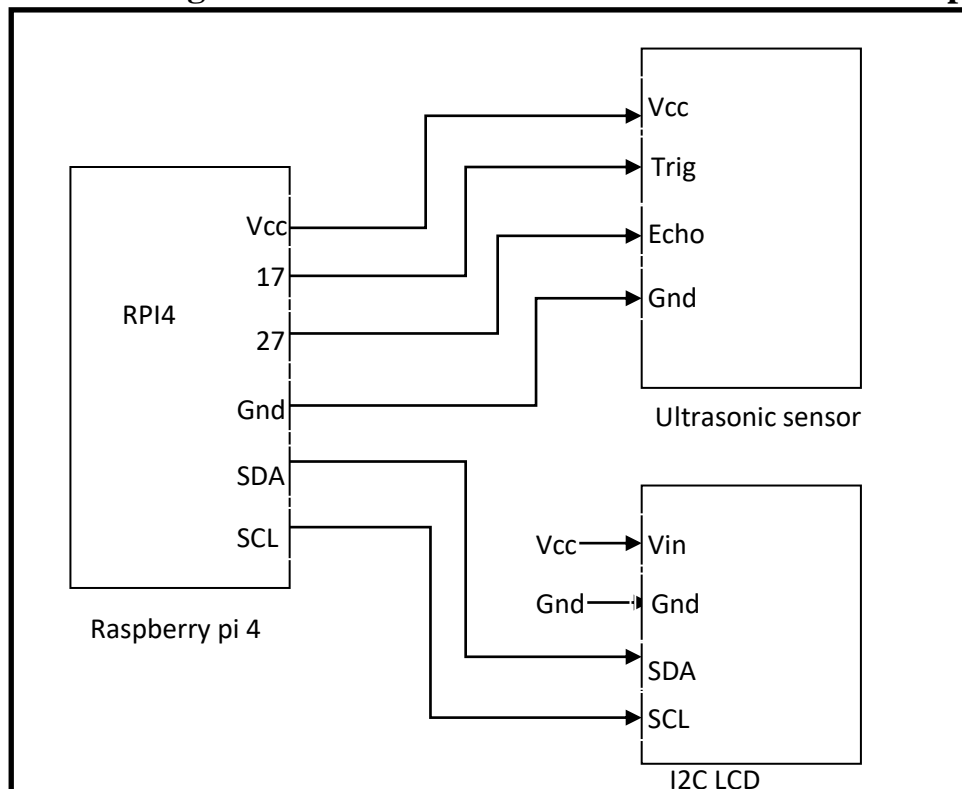 Vcc
Trig
Echo
Gnd
Ultrasonic sensor
Vcc
17
RPI4
27
Gnd
SDA
SCL
Raspberry pi 4
Vcc Vin
Gnd Gnd
SDA
SCL
I2C LCD